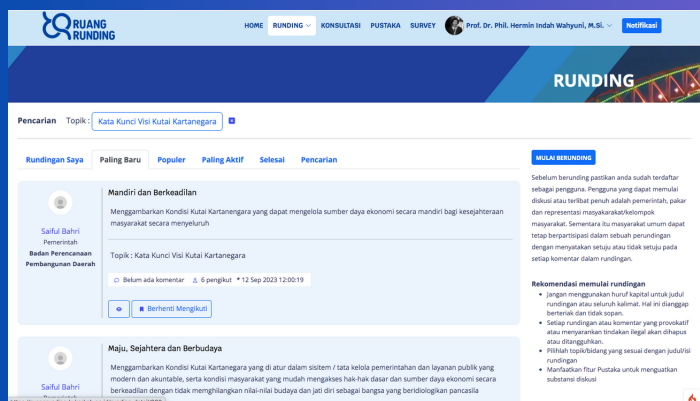 RUANG
RUNDING
HOME RUNDING KONSULTASI PUSTAKA SURVEY Prof. Dr. Phil. Hermin Indah Wahyuni, M.Si. Notifikasi
RUNDING
Pencarian Topik : Kata Kunci Visi Kutai Kartanegara
Rundingan Saya Paling Baru Populer Paling Aktif Selesai Pencarian
Saiful Bahri
Pemerintah
Badan Perencanaan
Pembangunan Daerah
Mandiri dan Berkeadilan
Menggambarkan Kondisi Kutai Kartanengara yang dapat mengelola sumber daya ekonomi secara mandiri bagi kesejahteraan
masyarakat secara menyeluruh
Topik : Kata Kunci Visi Kutai Kartanegara
Belum ada komentar 6 pengikut * 12 Sep 2023 12:00:19
Berhenti Mengikuti
Saiful Bahri
Pemerintah
Maju, Sejahtera dan Berbudaya
Menggambarkan Kondisi Kutai Kartanegara yang di atur dalam sisitem / tata kelola pemerintahan dan layanan publik yang
modern dan akuntable, serta kondisi masyarakat yang mudah mengakses hak-hak dasar dan sumber daya ekonomi secara
berkeadilan dengan tidak menghilangkan nilai-nilai budaya dan jati diri sebagai bangsa yang beridiologikan pancasila
MULAI BERUNDING
Sebelum berunding pastikan anda sudah terdaftar
sebagai pengguna. Pengguna yang dapat memulai
diskusi atau terlibat penuh adalah pemerintah, pakar
dan representasi masyakarakat/kelompok
masyarakat. Sementara itu masyarakat umum dapat
tetap berpartisipasi dalam sebuah perundingan
dengan menyatakan setuju atau tidak setuju pada
setiap komentar dalam rundingan.
Rekomendasi memulai rundingan
• Jangan menggunakan huruf kapital untuk judul
rundingan atau seluruh kalimat. Hal ini dianggap
berteriak dan tidak sopan.
• Setiap rundingan atau komentar yang provokatif
atau menyarankan tindakan ilegal akan dihapus
atau ditangguhkan.
• Pilihlah topik/bidang yang sesuai dengan judul/isi
rundingan
• Manfaatkan fitur Pustaka untuk menguatkan
substansi diskusi